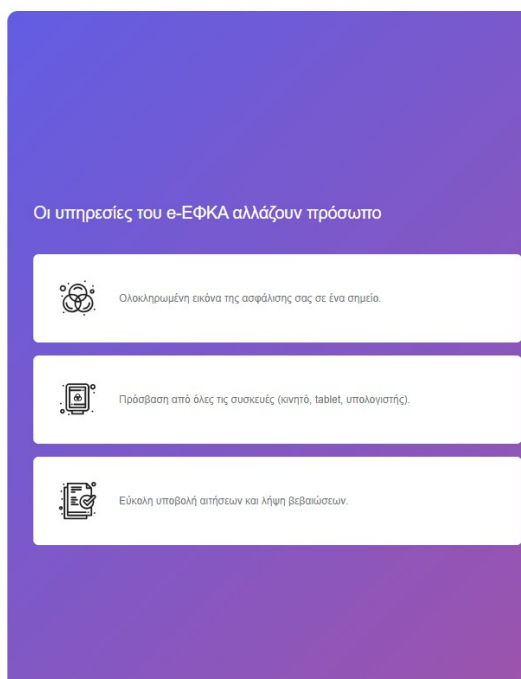 Οι υπηρεσίες του e-ΕΦΚΑ αλλάζουν πρόσωπο
Ολοκληρωμένη εικόνα της ασφάλισης σας σε ένα σημείο.
Πρόσβαση από όλες τις συσκευές (κινητό, tablet, υπολογιστής).
Εύκολη υποβολή αιτήσεων και λήψη βεβαιώσεων.